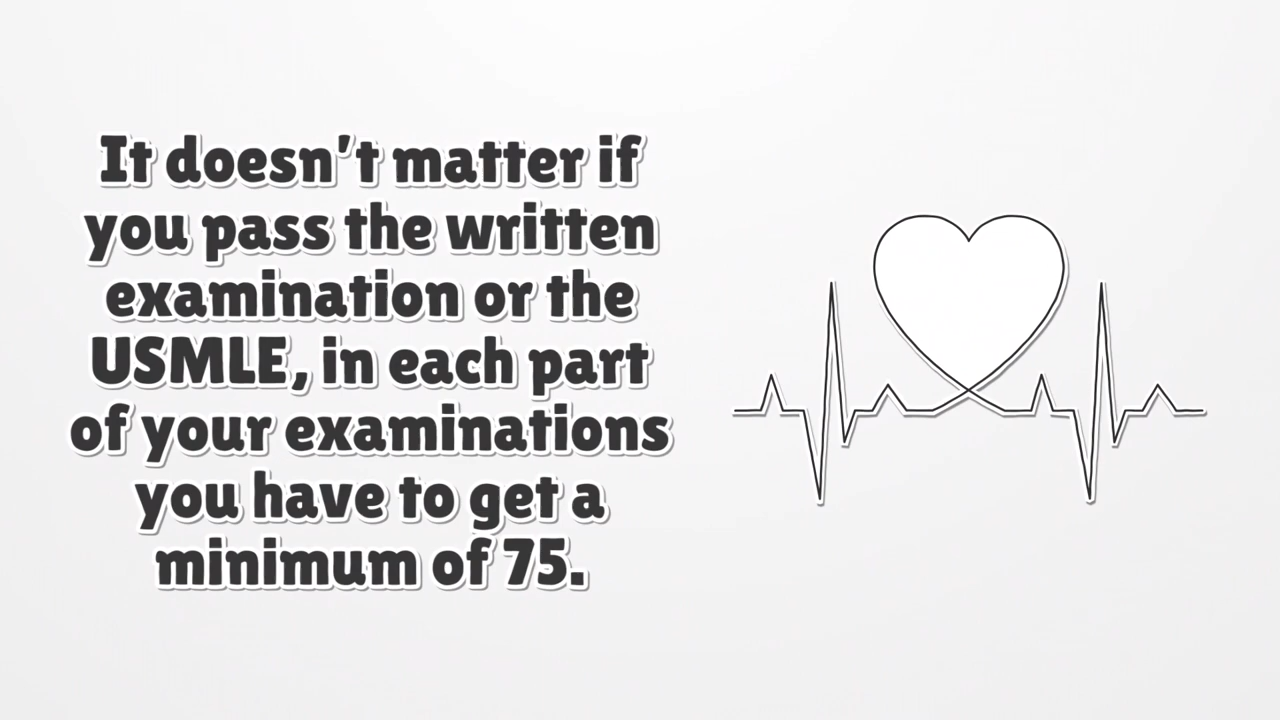 It doesn't matter if
you pass the written
examination or the
USMLE, in each part
of your examinations
you have to get a
minimum of 75.